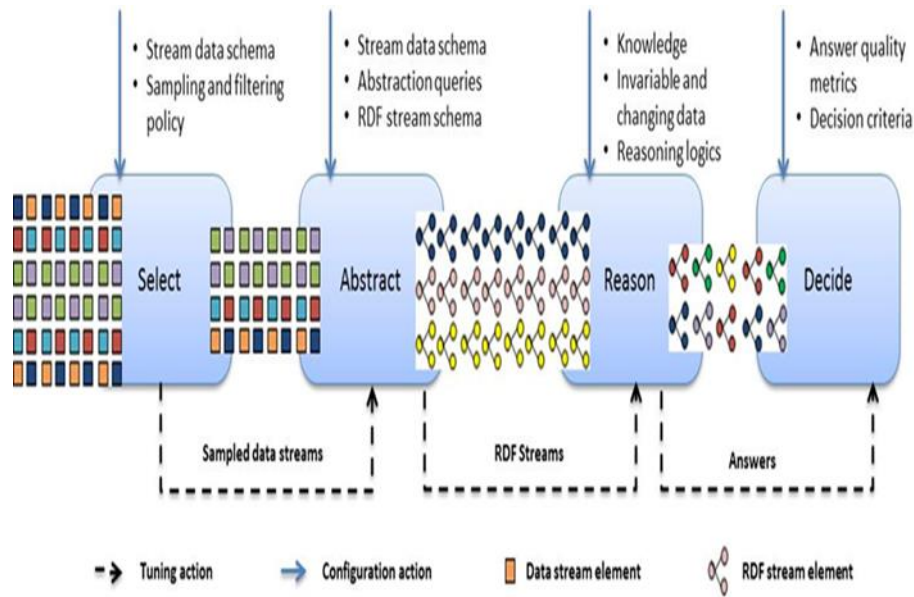 • Stream data schema
• Sampling and filtering
policy
• Stream data schema
• Abstraction queries
• RDF stream schema
• Knowledge
• Invariable and
changing data
• Reasoning logics
• Answer quality
metrics
• Decision criteria
Select
Abstract
Reason
Decide
Sampled data streams
RDF Streams
Answers
Tuning action
Configuration action
Data stream element
RDF stream element